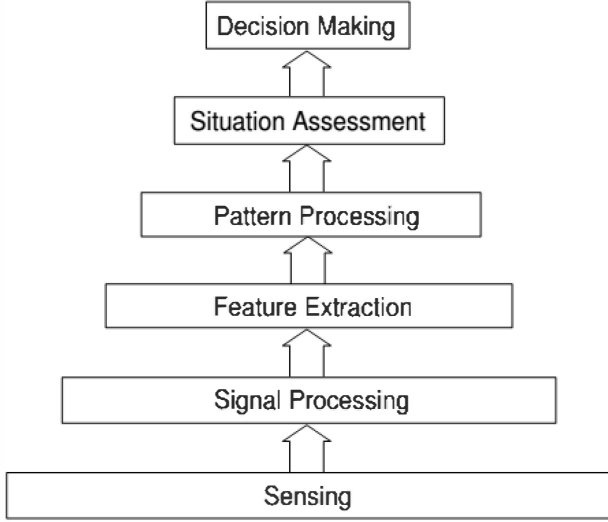 Decision Making
Situation Assessment
Pattern Processing
Feature Extraction
Signal Processing
Sensing